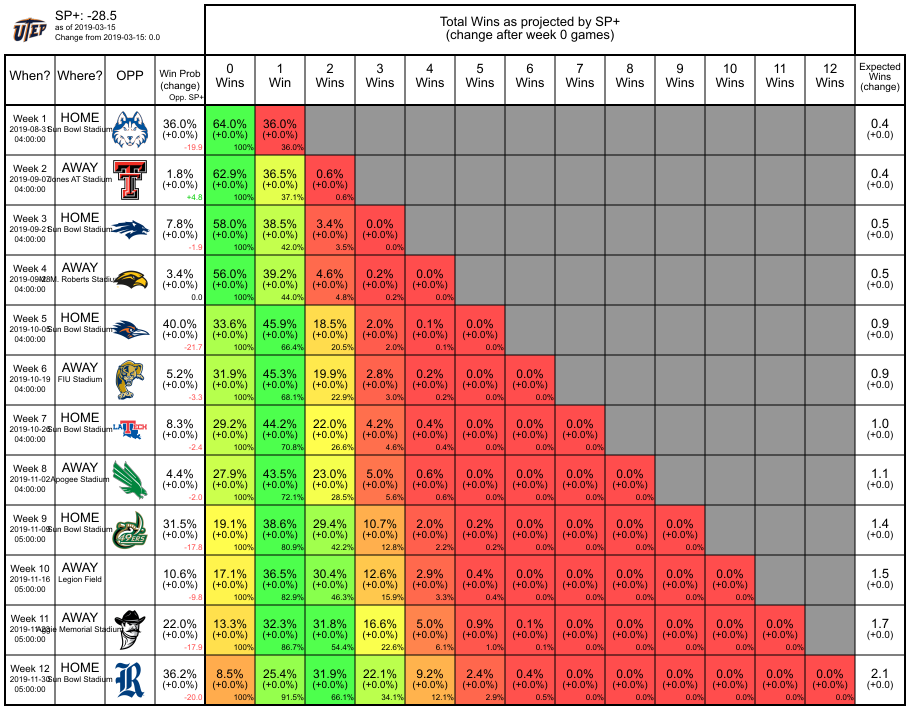 UTEP
SP+: -28.5
as of 2019-03-15
Change from 2019-03-15: 0.0
Total Wins as projected by SP+
(change after week 0 games)
When? Where? OPP Win Prob (change) Opp. SP+ 0 Wins 1 Win 2 Wins 3 Wins 4 Wins 5 Wins 6 Wins 7 Wins 8 Wins 9 Wins 10 Wins 11 Wins 12 Wins Expected Wins (change)
Week 1 HOME 36.0% 64.0% 36.0% 0.4
2019-08-31 Sun Bowl Stadium (+0.0%) (+0.0%) (+0.0%) (+0.0)
04:00:00 -19.9 100% 36.0%
Week 2 AWAY 1.8% 62.9% 36.5% 0.6% 0.4
2019-09-07 Jones AT Stadium (+0.0%) (+0.0%) (+0.0%) (+0.0%) (+0.0)
04:00:00 +4.8 100% 37.1% 0.6%
Week 3 HOME 7.8% 58.0% 38.5% 3.4% 0.0% 0.5
2019-09-21 Sun Bowl Stadium (+0.0%) (+0.0%) (+0.0%) (+0.0%) (+0.0%) (+0.0)
04:00:00 -1.9 100% 42.0% 3.5% 0.0%
Week 4 AWAY 3.4% 56.0% 39.2% 4.6% 0.2% 0.0% 0.5
M. Roberts Stadium (+0.0%) (+0.0%) (+0.0%) (+0.0%) (+0.0%) (+0.0%) (+0.0)
04:00:00 0.0 100% 44.0% 4.8% 0.2% 0.0%
Week 5 HOME 40.0% 33.6% 45.9% 18.5% 2.0% 0.1% 0.0% 0.9
2019-10-05 Sun Bowl Stadium (+0.0%) (+0.0%) (+0.0%) (+0.0%) (+0.0%) (+0.0%) (+0.0%) (+0.0)
04:00:00 -21.7 100% 66.4% 20.5% 2.0% 0.1% 0.0%
Week 6 AWAY 5.2% 31.9% 45.3% 19.9% 2.8% 0.2% 0.0% 0.0% 0.9
2019-10-19 FIU Stadium (+0.0%) (+0.0%) (+0.0%) (+0.0%) (+0.0%) (+0.0%) (+0.0%) (+0.0%) (+0.0)
04:00:00 -3.3 100% 68.1% 22.9% 3.0% 0.2% 0.0% 0.0%
Week 7 HOME 8.3% 29.2% 44.2% 22.0% 4.2% 0.4% 0.0% 0.0% 0.0% 1.0
2019-10-26 Sun Bowl Stadium LA TECH (+0.0%) (+0.0%) (+0.0%) (+0.0%) (+0.0%) (+0.0%) (+0.0%) (+0.0%) (+0.0%) (+0.0)
04:00:00 -2.4 100% 70.8% 26.6% 4.6% 0.4% 0.0% 0.0% 0.0%
Week 8 AWAY 4.4% 27.9% 43.5% 23.0% 5.0% 0.6% 0.0% 0.0% 0.0% 0.0% 1.1
2019-11-02 Apogee Stadium (+0.0%) (+0.0%) (+0.0%) (+0.0%) (+0.0%) (+0.0%) (+0.0%) (+0.0%) (+0.0%) (+0.0%) (+0.0)
04:00:00 -2.0 100% 72.1% 28.5% 5.6% 0.6% 0.0% 0.0% 0.0% 0.0%
Week 9 HOME 31.5% 19.1% 38.6% 29.4% 10.7% 2.0% 0.2% 0.0% 0.0% 0.0% 0.0% 1.4
2019-11-09 Sun Bowl Stadium 49ERS (+0.0%) (+0.0%) (+0.0%) (+0.0%) (+0.0%) (+0.0%) (+0.0%) (+0.0%) (+0.0%) (+0.0%) (+0.0%) (+0.0)
05:00:00 -17.8 100% 80.9% 42.2% 12.8% 2.2% 0.2% 0.0% 0.0% 0.0% 0.0%
Week 10 AWAY 10.6% 17.1% 36.5% 30.4% 12.6% 2.9% 0.4% 0.0% 0.0% 0.0% 0.0% 0.0% 1.5
2019-11-16 Legion Field (+0.0%) (+0.0%) (+0.0%) (+0.0%) (+0.0%) (+0.0%) (+0.0%) (+0.0%) (+0.0%) (+0.0%) (+0.0%) (+0.0%) (+0.0)
05:00:00 -9.8 100% 82.9% 46.3% 15.9% 3.3% 0.4% 0.0% 0.0% 0.0% 0.0% 0.0%
Week 11 AWAY 22.0% 13.3% 32.3% 31.8% 16.6% 5.0% 0.9% 0.1% 0.0% 0.0% 0.0% 0.0% 0.0% 1.7
Memorial Stadium (+0.0%) (+0.0%) (+0.0%) (+0.0%) (+0.0%) (+0.0%) (+0.0%) (+0.0%) (+0.0%) (+0.0%) (+0.0%) (+0.0%) (+0.0%) (+0.0)
05:00:00 -17.9 100% 86.7% 54.4% 22.6% 6.1% 1.0% 0.1% 0.0% 0.0% 0.0% 0.0% 0.0%
Week 12 HOME 36.2% 8.5% 25.4% 31.9% 22.1% 9.2% 2.4% 0.4% 0.0% 0.0% 0.0% 0.0% 0.0% 0.0% 2.1
2019-11-30 Sun Bowl Stadium R (+0.0%) (+0.0%) (+0.0%) (+0.0%) (+0.0%) (+0.0%) (+0.0%) (+0.0%) (+0.0%) (+0.0%) (+0.0%) (+0.0%) (+0.0%) (+0.0%) (+0.0)
05:00:00 -20.0 100% 91.5% 66.1% 34.1% 12.1% 2.9% 0.5% 0.0% 0.0% 0.0% 0.0% 0.0% 0.0%